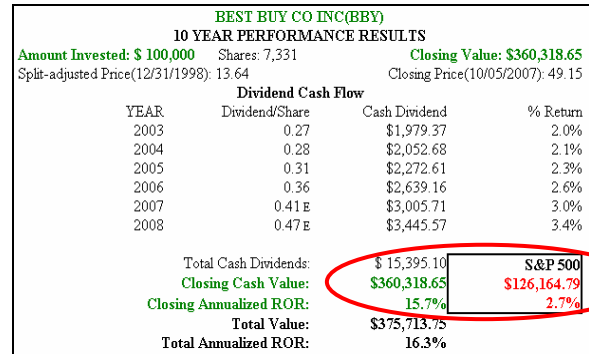 BEST BUY CO INC(BBY)
10 YEAR PERFORMANCE RESULTS
Amount Invested: $ 100,000 Shares: 7,331 Closing Value: $360,318.65
Split-adjusted Price(12/31/1998): 13.64 Closing Price(10/05/2007): 49.15
Dividend Cash Flow
YEAR Dividend/Share Cash Dividend % Return
2003 0.27 $1,979.37 2.0%
2004 0.28 $2,052.68 2.1%
2005 0.31 $2,272.61 2.3%
2006 0.36 $2,639.16 2.6%
2007 0.41 E $3,005.71 3.0%
2008 0.47 E $3,445.57 3.4%
Total Cash Dividends: $ 15,395.10 S&P 500
Closing Cash Value: $360,318.65 $126,164.79
Closing Annualized ROR: 15.7% 2.7%
Total Value: $375,713.75
Total Annualized ROR: 16.3%